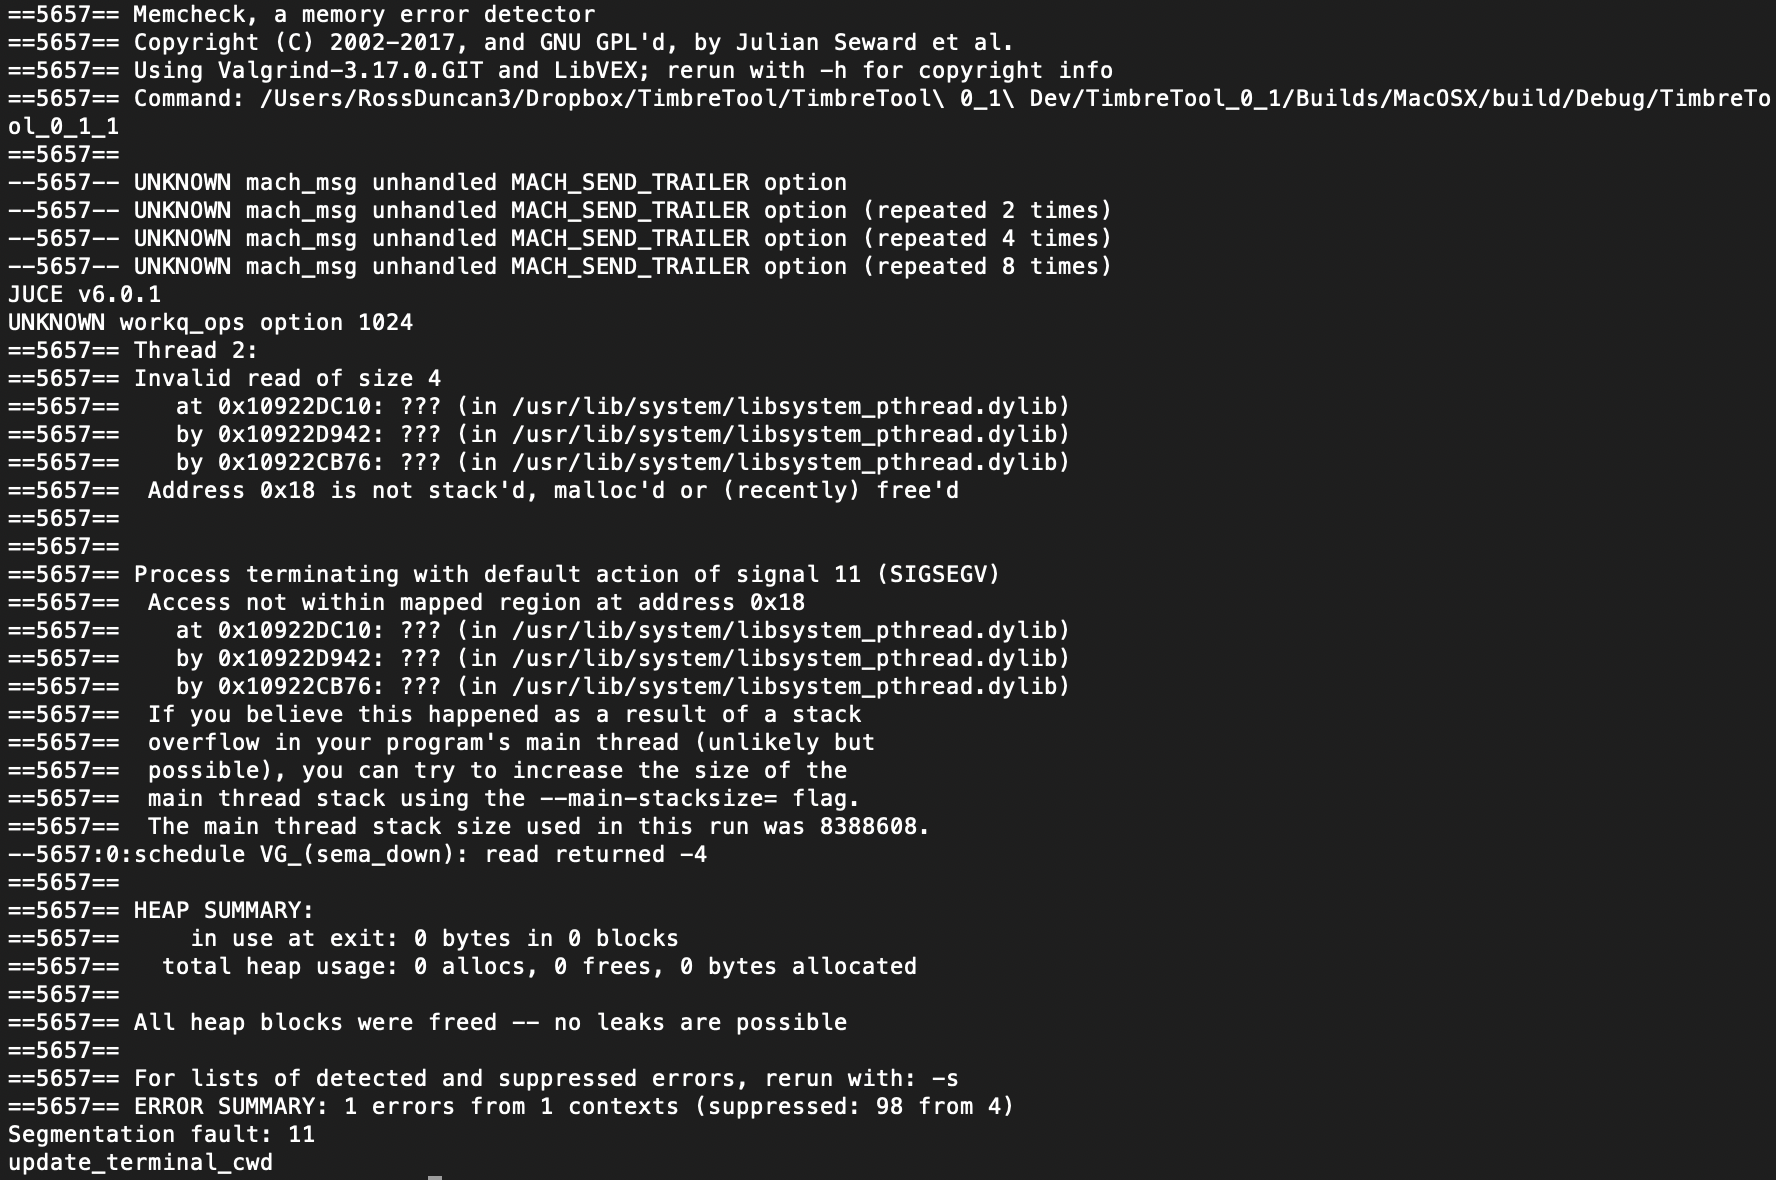 ==5657== Memcheck, a memory error detector
==5657== Copyright (C) 2002-2017, and GNU GPL'd, by Julian Seward et al.
==5657== Using Valgrind-3.17.0.GIT and LibVEX; rerun with -h for copyright info
==5657== Command: /Users/RossDuncan3/Dropbox/TimbreTool/TimbreTool\ 0_1\ Dev/TimbreTool_0_1/Builds/MacOSX/build/Debug/TimbreTo
ol_0_1_1
==5657==
--5657-- UNKNOWN mach_msg unhandled MACH_SEND_TRAILER option
--5657-- UNKNOWN mach_msg unhandled MACH_SEND_TRAILER option (repeated 2 times)
--5657-- UNKNOWN mach_msg unhandled MACH_SEND_TRAILER option (repeated 4 times)
--5657-- UNKNOWN mach_msg unhandled MACH_SEND_TRAILER option (repeated 8 times)
JUCE v6.0.1
UNKNOWN workq_ops option 1024
==5657== Thread 2:
==5657== Invalid read of size 4
==5657==    at 0x10922DC10: ??? (in /usr/lib/system/libsystem_pthread.dylib)
==5657==    by 0x10922D942: ??? (in /usr/lib/system/libsystem_pthread.dylib)
==5657==    by 0x10922CB76: ??? (in /usr/lib/system/libsystem_pthread.dylib)
==5657==  Address 0x18 is not stack'd, malloc'd or (recently) free'd
==5657==
==5657==
==5657== Process terminating with default action of signal 11 (SIGSEGV)
==5657==  Access not within mapped region at address 0x18
==5657==    at 0x10922DC10: ??? (in /usr/lib/system/libsystem_pthread.dylib)
==5657==    by 0x10922D942: ??? (in /usr/lib/system/libsystem_pthread.dylib)
==5657==    by 0x10922CB76: ??? (in /usr/lib/system/libsystem_pthread.dylib)
==5657==  If you believe this happened as a result of a stack
==5657==  overflow in your program's main thread (unlikely but
==5657==  possible), you can try to increase the size of the
==5657==  main thread stack using the --main-stacksize= flag.
==5657==  The main thread stack size used in this run was 8388608.
--5657:0:schedule VG_(sema_down): read returned -4
==5657==
==5657== HEAP SUMMARY:
==5657==     in use at exit: 0 bytes in 0 blocks
==5657==   total heap usage: 0 allocs, 0 frees, 0 bytes allocated
==5657==
==5657== All heap blocks were freed -- no leaks are possible
==5657==
==5657== For lists of detected and suppressed errors, rerun with: -s
==5657== ERROR SUMMARY: 1 errors from 1 contexts (suppressed: 98 from 4)
Segmentation fault: 11
update_terminal_cwd